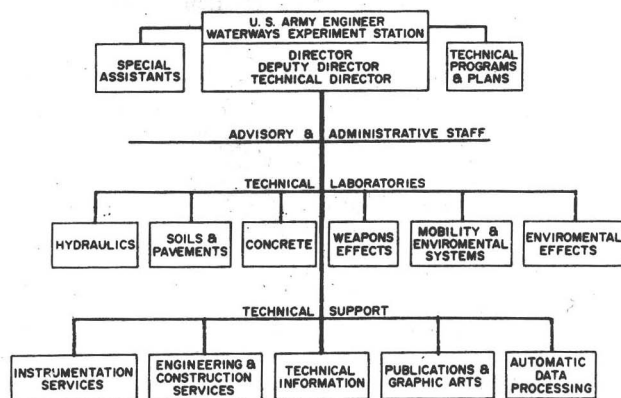 U. S. ARMY ENGINEER
WATERWAYS EXPERIMENT STATION
DIRECTOR
DEPUTY DIRECTOR
TECHNICAL DIRECTOR
SPECIAL
ASSISTANTS
TECHNICAL
PROGRAMS
& PLANS
ADVISORY & ADMINISTRATIVE STAFF
TECHNICAL LABORATORIES
HYDRAULICS
SOILS &
PAVEMENTS
CONCRETE
WEAPONS
EFFECTS
MOBILITY &
ENVIROMENTAL
SYSTEMS
ENVIROMENTAL
EFFECTS
TECHNICAL SUPPORT
INSTRUMENTATION
SERVICES
ENGINEERING &
CONSTRUCTION
SERVICES
TECHNICAL
INFORMATION
PUBLICATIONS &
GRAPHIC ARTS
AUTOMATIC
DATA
PROCESSING